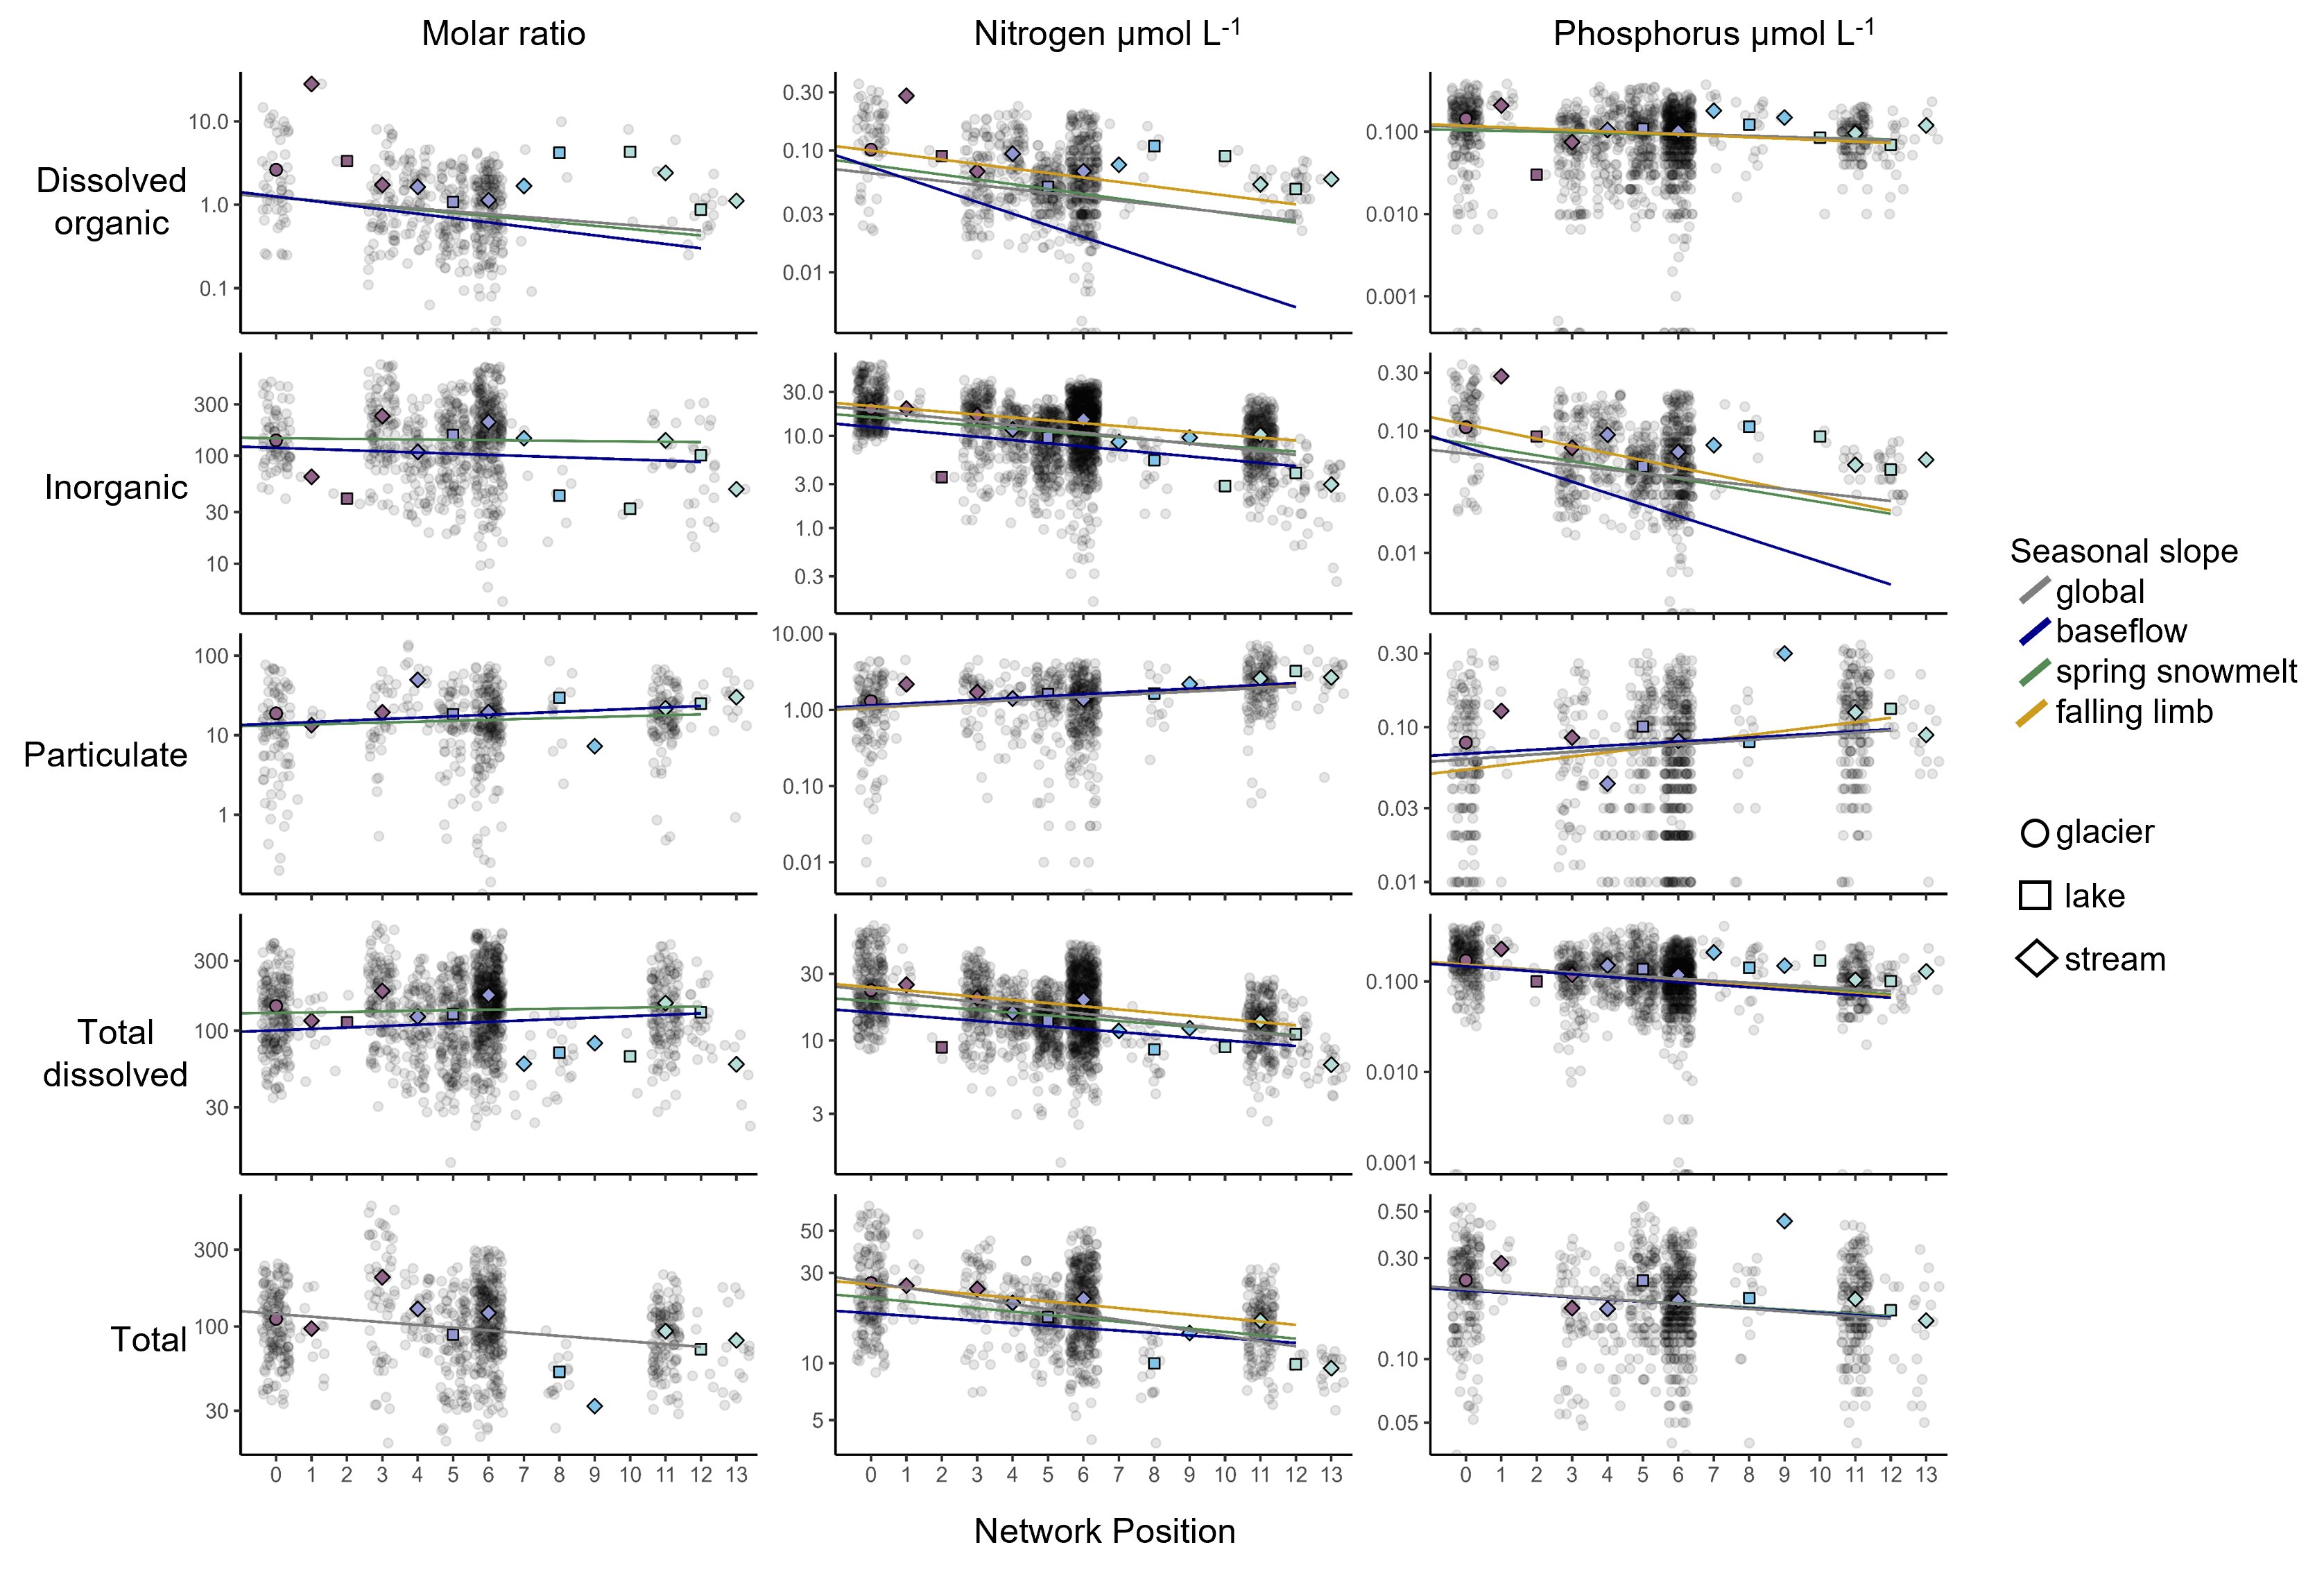 Molar ratio Nitrogen µmol L-1 Phosphorus µmol L-1
Dissolved
organic
10.0
1.0
0.1
0.30
0.10
0.03
0.01
0.100
0.010
0.001
Inorganic
300
100
30
10
30.0
10.0
3.0
1.0
0.3
0.30
0.10
0.03
0.01
Particulate
100
10
1
10.00
1.00
0.10
0.01
0.30
0.10
0.03
0.01
Total
dissolved
300
100
30
30
10
3
0.100
0.010
0.001
Total
300
100
30
50
30
10
5
0.50
0.30
0.10
0.05
0 1 2 3 4 5 6 7 8 9 10 11 12 13
0 1 2 3 4 5 6 7 8 9 10 11 12 13
0 1 2 3 4 5 6 7 8 9 10 11 12 13
Network Position
Seasonal slope
global
baseflow
spring snowmelt
falling limb
glacier
lake
stream